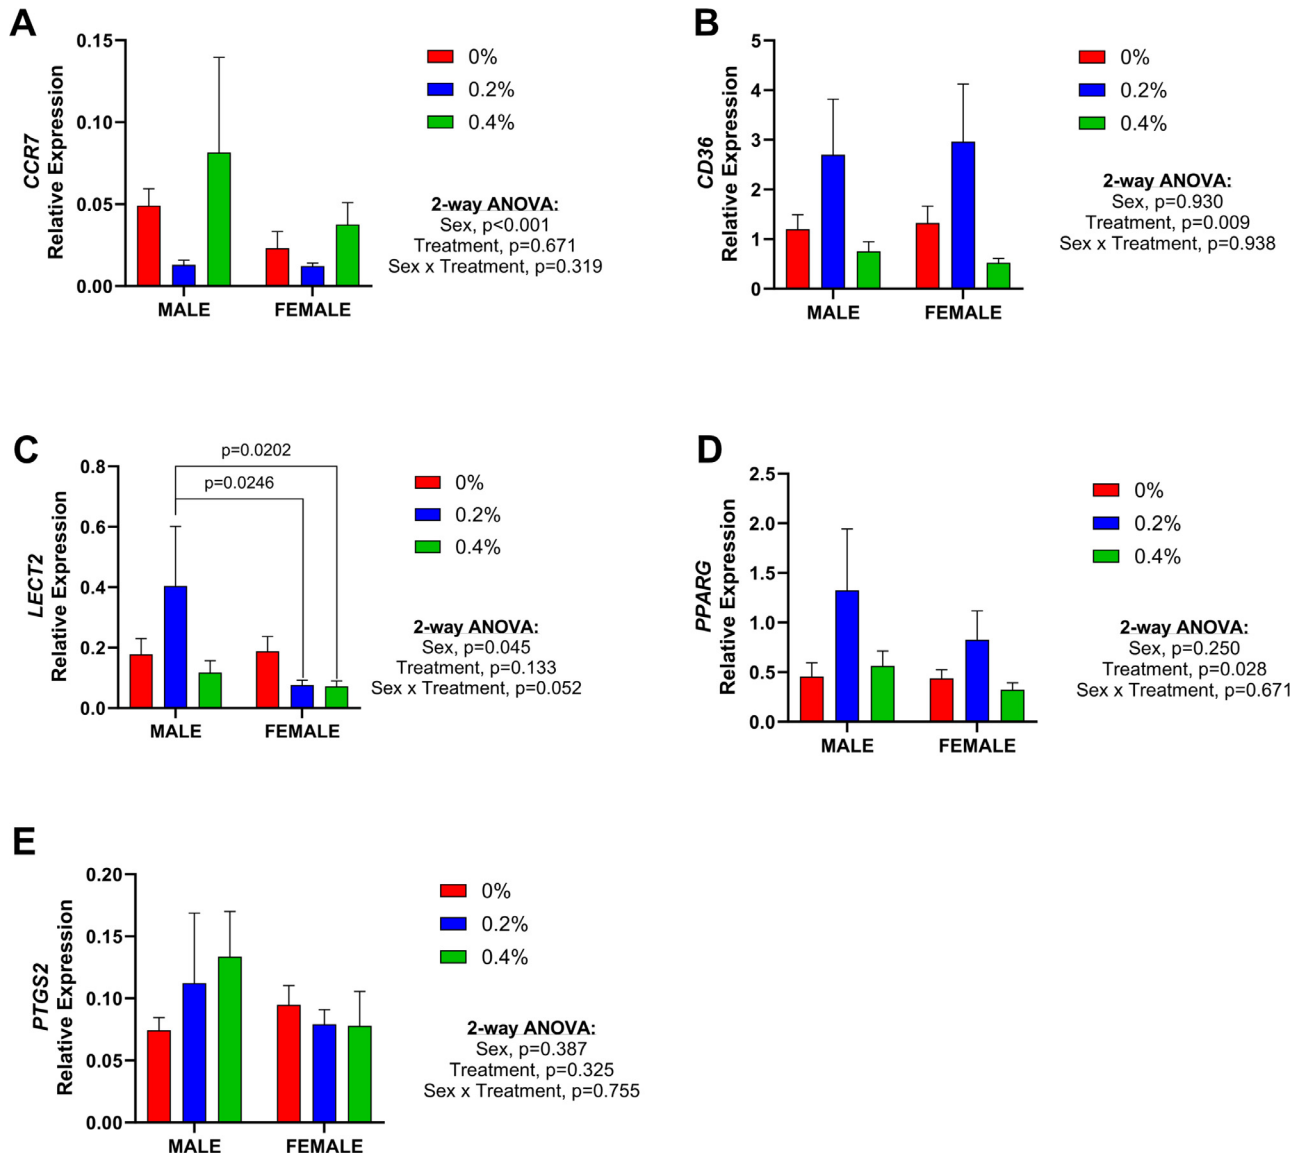 A
CCR7
Relative Expression
0.15
0.10
0.05
0.00
MALE
FEMALE
0%
0.2%
0.4%
2-way ANOVA:
Sex, p<0.001
Treatment, p=0.671
Sex x Treatment, p=0.319
B
CD36
Relative Expression
5
4
3
2
1
0
MALE
FEMALE
0%
0.2%
0.4%
2-way ANOVA:
Sex, p=0.930
Treatment, p=0.009
Sex x Treatment, p=0.938
C
LECT2
Relative Expression
0.8
0.6
0.4
0.2
0.0
p=0.0202
p=0.0246
MALE
FEMALE
0%
0.2%
0.4%
2-way ANOVA:
Sex, p=0.045
Treatment, p=0.133
Sex x Treatment, p=0.052
D
PPARG
Relative Expression
2.5
2.0
1.5
1.0
0.5
0.0
MALE
FEMALE
0%
0.2%
0.4%
2-way ANOVA:
Sex, p=0.250
Treatment, p=0.028
Sex x Treatment, p=0.671
E
PTGS2
Relative Expression
0.20
0.15
0.10
0.05
0.00
MALE
FEMALE
0%
0.2%
0.4%
2-way ANOVA:
Sex, p=0.387
Treatment, p=0.325
Sex x Treatment, p=0.755